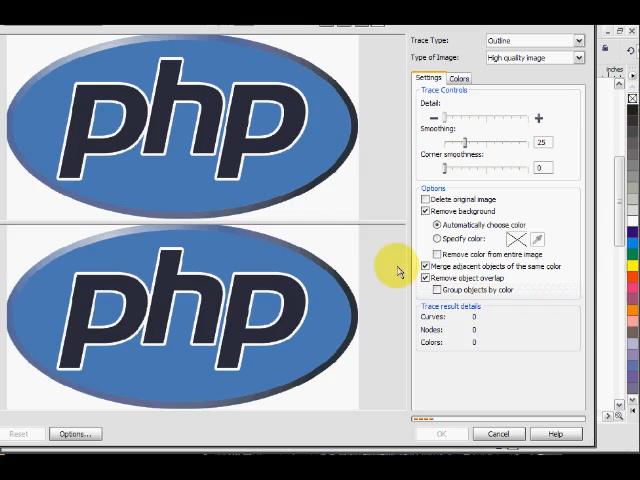 php
php
Trace Type:
Outline
Type of Image:
High quality image
Settings
Colors
Trace Controls
Detail:
Smoothing:
25
Corner smoothness:
0
Options
Delete original image
Remove background
Automatically choose color
Specify color:
Remove color from entire image
Merge adjacent objects of the same color
Remove object overlap
Group objects by color
Trace result details
Curves: 0
Nodes: 0
Colors: 0
Reset
Options...
OK
Cancel
Help
inches